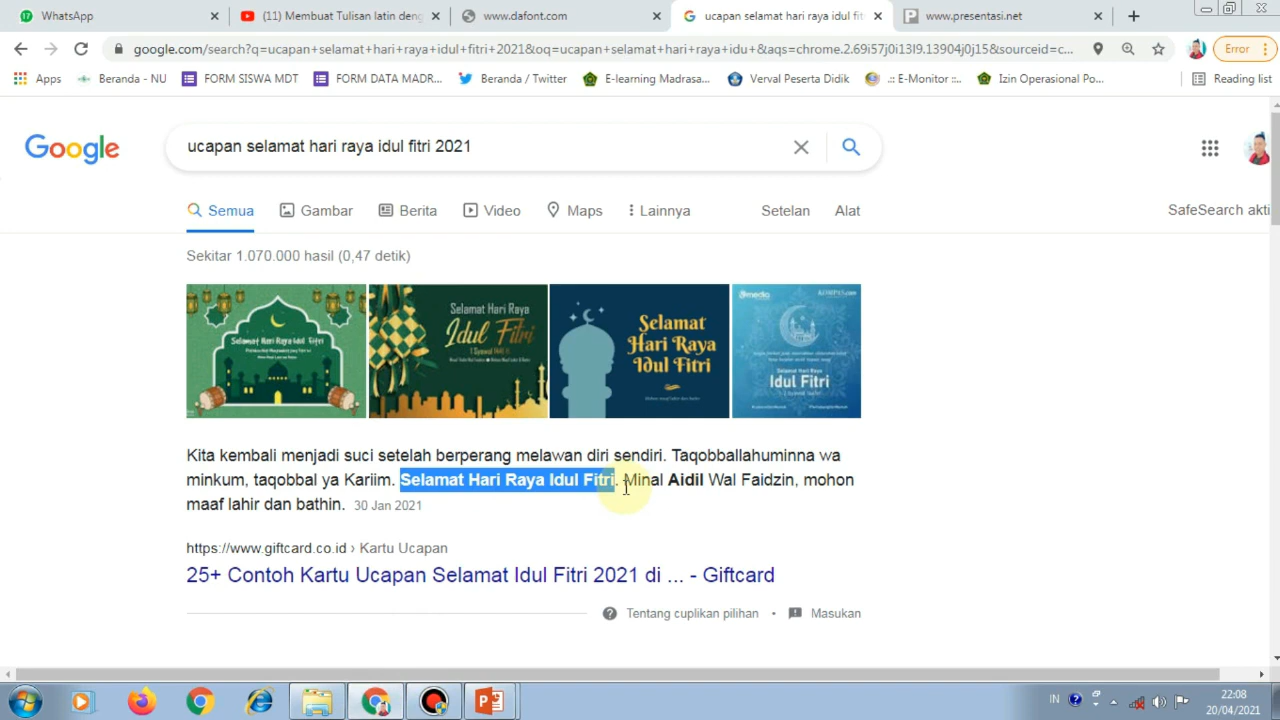 WhatsApp
(11) Membuat Tulisan latin deng
www.dafont.com
ucapan selamat hari raya idul fit
www.presentasi.net
google.com/search?q=ucapan+selamat+hari+raya+idul+fitri+2021&oq=ucapan+selamat+hari+raya+idu+&aqs=chrome.2.69i57j0i13l9.13904j0j15&sourceid=c...
Error
Apps
Beranda - NU
FORM SISWA MDT
FORM DATA MADR...
Beranda / Twitter
E-learning Madrasa...
Verval Peserta Didik
.:: E-Monitor ::..
Izin Operasional Po...
Reading list
Google
ucapan selamat hari raya idul fitri 2021
Semua
Gambar
Berita
Video
Maps
Lainnya
Setelan
Alat
SafeSearch akti
Sekitar 1.070.000 hasil (0,47 detik)
Selamat Hari Raya Idul Fitri
Selamat Hari Raya
Idul Fitri
Selamat
Hari Raya
Idul Fitri
KOMPAS.com
Selamat Hari Raya
Idul Fitri
Kita kembali menjadi suci setelah berperang melawan diri sendiri. Taqobballahuminna wa
minkum, taqobbal ya Kariim. Selamat Hari Raya Idul Fitri. Minal Aidil Wal Faidzin, mohon
maaf lahir dan bathin. 30 Jan 2021
https://www.giftcard.co.id › Kartu Ucapan
25+ Contoh Kartu Ucapan Selamat Idul Fitri 2021 di ... - Giftcard
Tentang cuplikan pilihan
Masukan
IN
22:08
20/04/2021